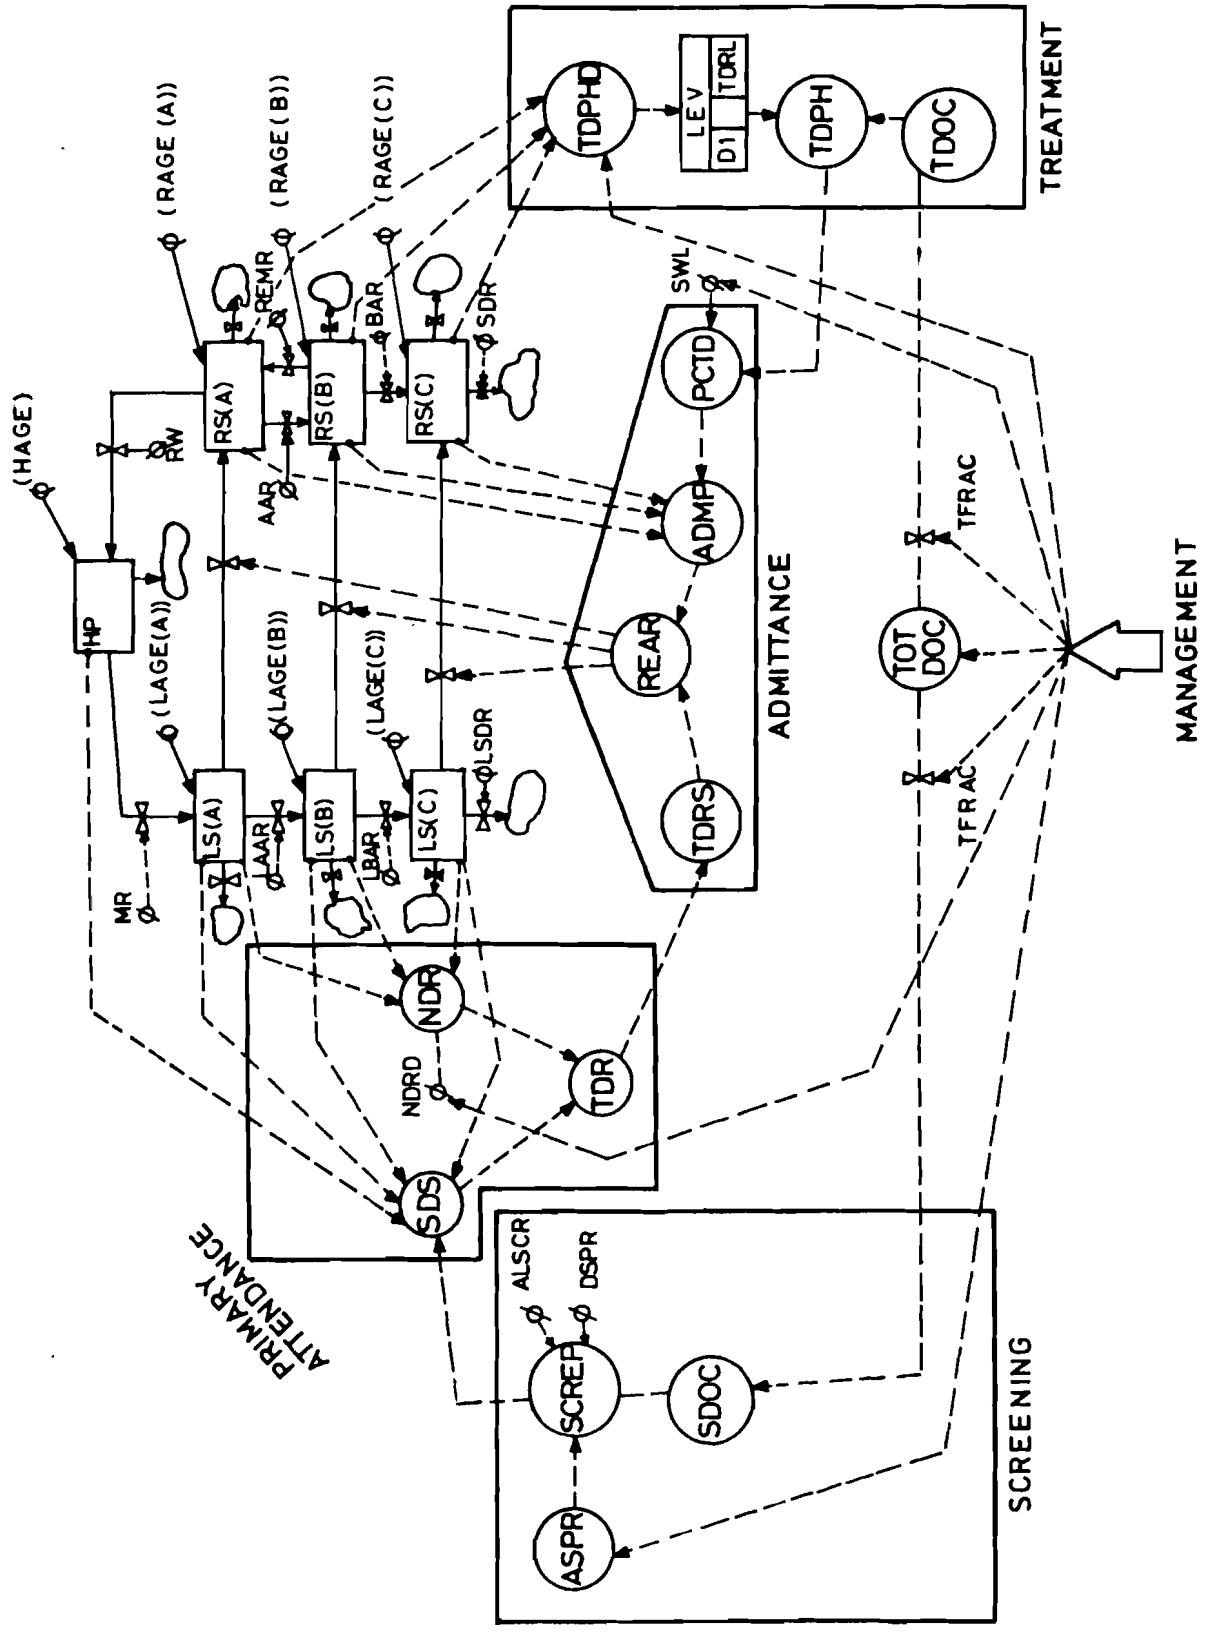 (HAGE)
HP
MR
RW
(LAGE(A))
(RAGE(A))
LS(A)
RS(A)
LAAR
AAR
REMR
(LAGE(B))
(RAGE(B))
LS(B)
RS(B)
LBAR
BAR
(LAGE(C))
(RAGE(C))
LS(C)
RS(C)
LSDR
SDR
PRIMARY
ATTENDANCE
SDS
NDRD
NDR
TDR
ALSCR
DSPR
ASPR
SCREP
SDOC
SCREENING
TDRS
REAR
ADMP
PCTD
SWL
ADMITTANCE
TDPHD
LEV
D1
TDRL
TDPH
TDOC
TREATMENT
TOT
DOC
TFRAC
TFRAC
MANAGEMENT